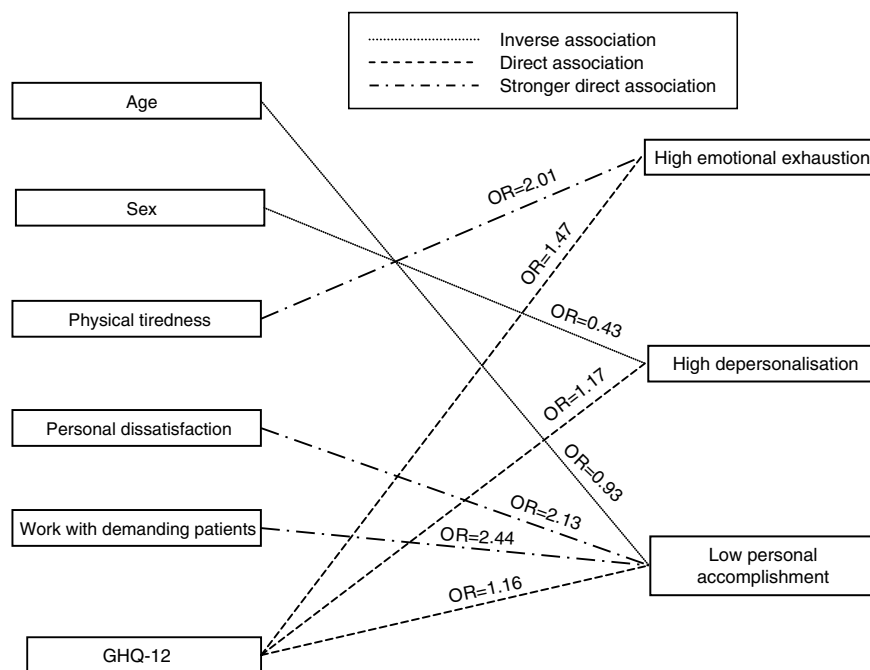 Inverse association
Direct association
Stronger direct association
Age
Sex
Physical tiredness
Personal dissatisfaction
Work with demanding patients
GHQ-12
OR=2.01
OR=1.47
OR=0.43
OR=1.17
OR=0.93
OR=2.13
OR=2.44
OR=1.16
High emotional exhaustion
High depersonalisation
Low personal
accomplishment